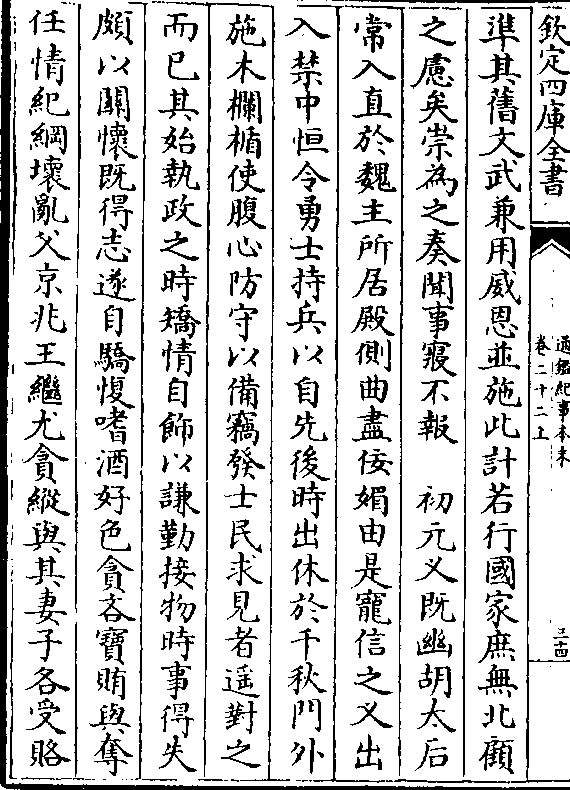 欽定四庫全書
通鑑紀事本末
卷二十二上
三十四
準其舊文武兼用威恩並施此計若行國家庶無北顧
之慮矣崇為之奏聞事寢不報　初元义既幽胡太后
常入直於魏主所居殿側曲盡佞媚由是寵信之义出
入禁中恒令勇士持兵以自先後時出休於千秋門外
施木欄楯使腹心防守以備竊發士民求見者遥對之
而已其始執政之時矯情自飾以謙勤接物時事得失
頗以關懷既得志遂自驕愎嗜酒好色貪吝寶賄與奪
任情紀綱壞亂父京兆王繼尤貪縱與其妻子各受賂